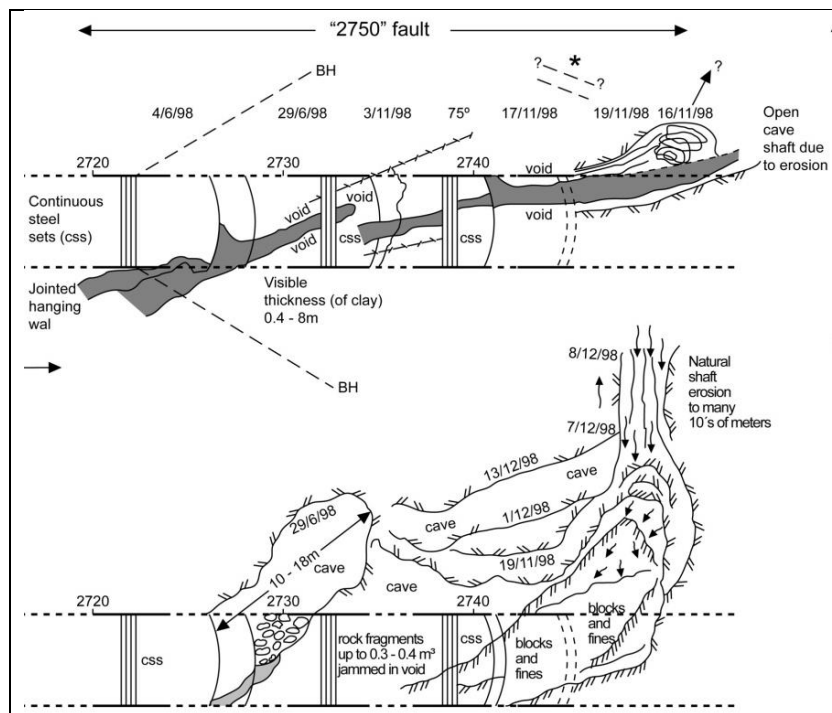 “2750” fault
BH
? *
?
?
4/6/98 29/6/98 3/11/98 75º 17/11/98 19/11/98 16/11/98
2720 2730 2740
Open
cave
shaft due
to erosion
Continuous
steel
sets (css)
void
void
void
void
void
css
css
Jointed
hanging
wal
Visible
thickness (of clay)
0.4 - 8m
BH
8/12/98
Natural
shaft
erosion
to many
10´s of meters
7/12/98
13/12/98
cave
29/6/98
cave
1/12/98
10 - 18m
cave
cave
19/11/98
2720 2730 2740
css
rock fragments
up to 0.3 - 0.4 m³
jammed in void
css
blocks
and
fines
blocks
and
fines